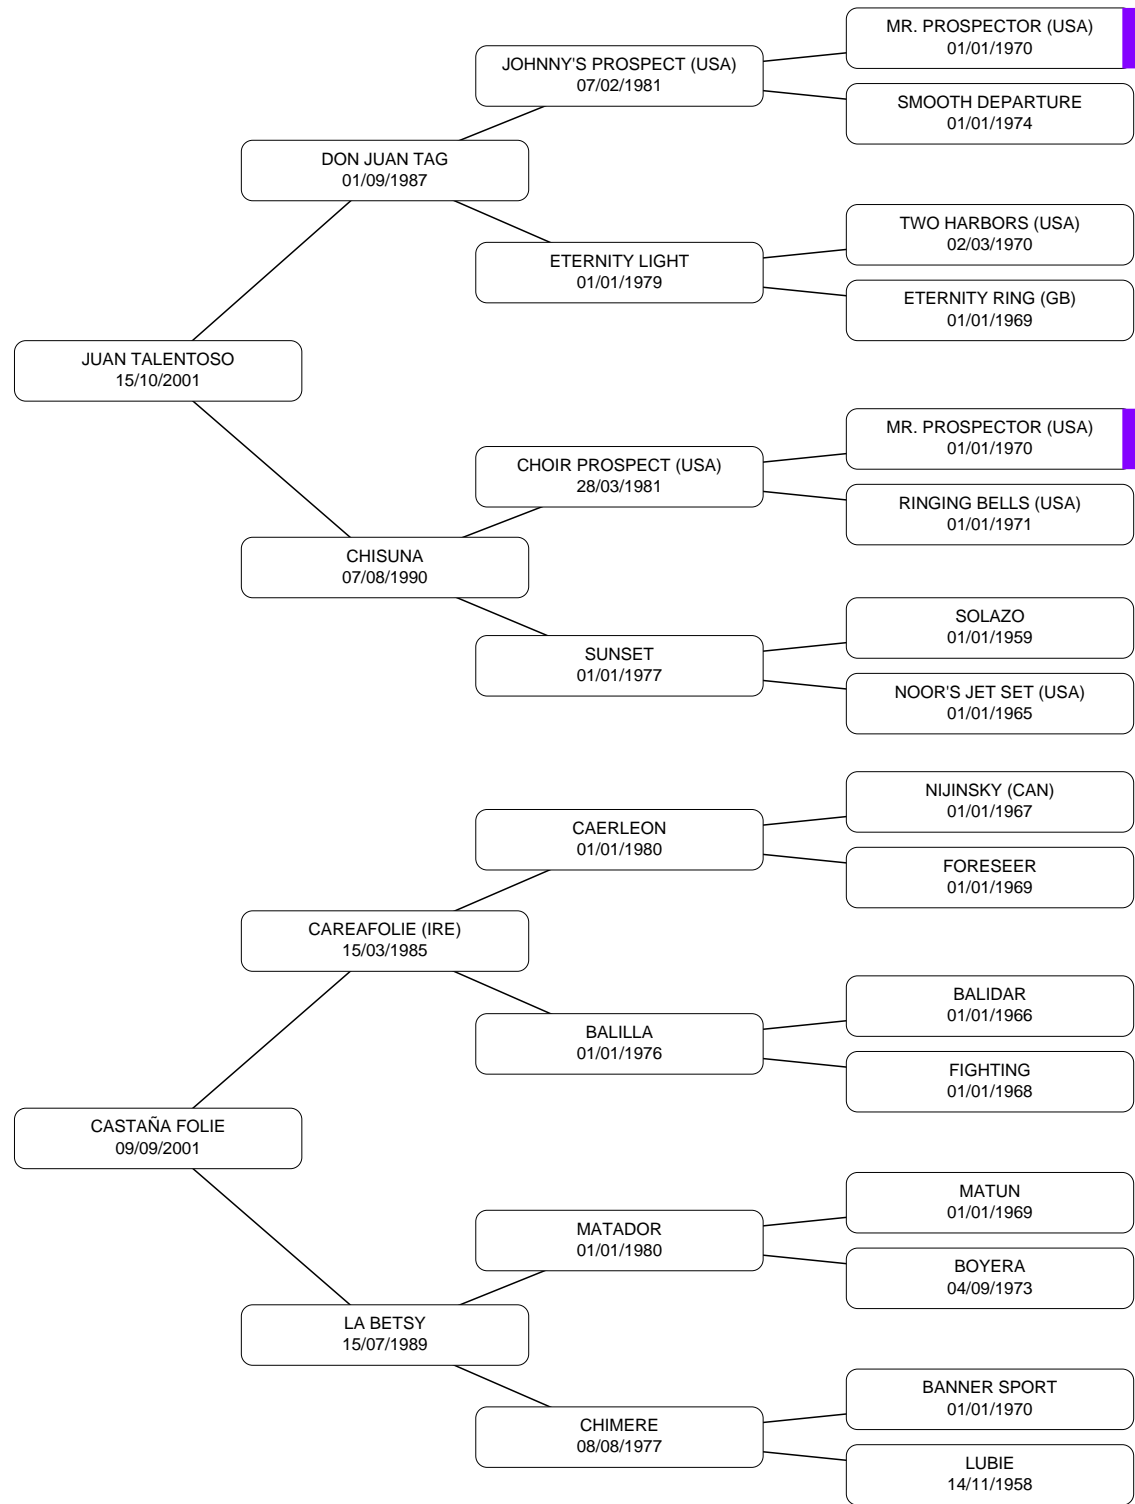 MR. PROSPECTOR (USA)
01/01/1970
JOHNNY'S PROSPECT (USA)
07/02/1981
SMOOTH DEPARTURE
01/01/1974
DON JUAN TAG
01/09/1987
TWO HARBORS (USA)
02/03/1970
ETERNITY LIGHT
01/01/1979
ETERNITY RING (GB)
01/01/1969
JUAN TALENTOSO
15/10/2001
MR. PROSPECTOR (USA)
01/01/1970
CHOIR PROSPECT (USA)
28/03/1981
RINGING BELLS (USA)
01/01/1971
CHISUNA
07/08/1990
SOLAZO
01/01/1959
SUNSET
01/01/1977
NOOR'S JET SET (USA)
01/01/1965
NIJINSKY (CAN)
01/01/1967
CAERLEON
01/01/1980
FORESEER
01/01/1969
CAREAFOLIE (IRE)
15/03/1985
BALIDAR
01/01/1966
BALILLA
01/01/1976
FIGHTING
01/01/1968
CASTAÑA FOLIE
09/09/2001
MATUN
01/01/1969
MATADOR
01/01/1980
BOYERA
04/09/1973
LA BETSY
15/07/1989
BANNER SPORT
01/01/1970
CHIMERE
08/08/1977
LUBIE
14/11/1958